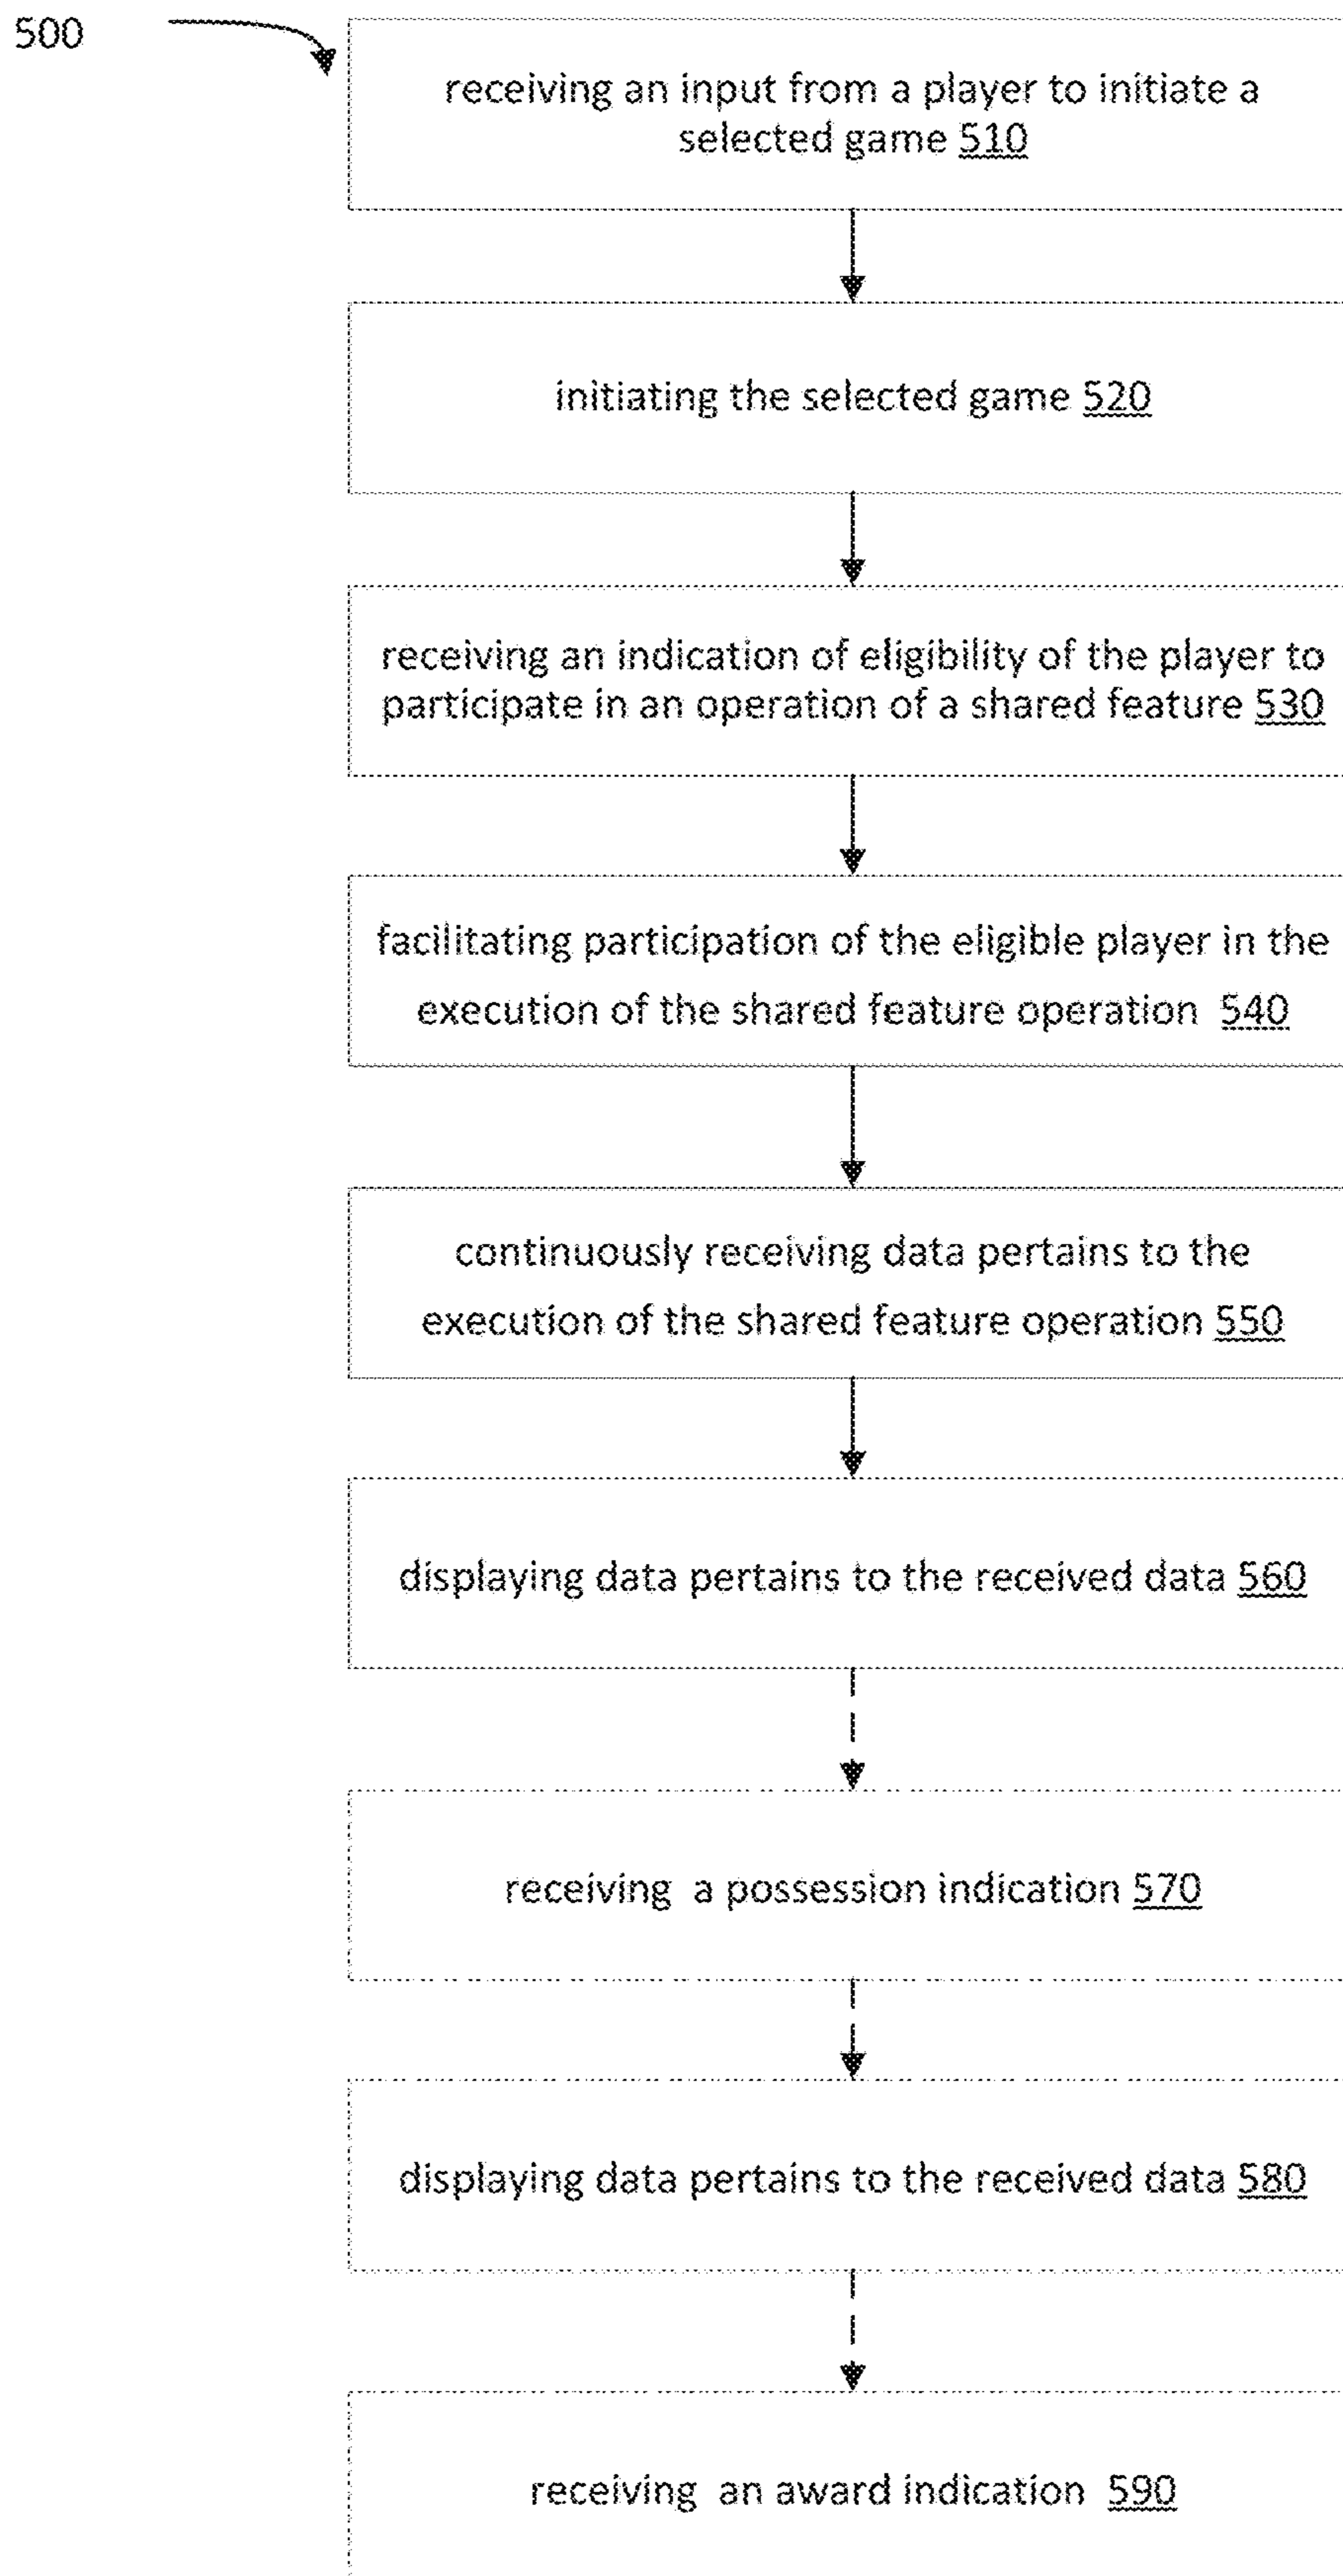 500
receiving an input from a player to initiate a
selected game 510
initiating the selected game 520
receiving an indication of eligibility of the player to
participate in an operation of a shared feature 530
facilitating participation of the eligible player in the
execution of the shared feature operation 540
continuously receiving data pertains to the
execution of the shared feature operation 550
displaying data pertains to the received data 560
receiving a possession indication 570
displaying data pertains to the received data 580
receiving an award indication 590